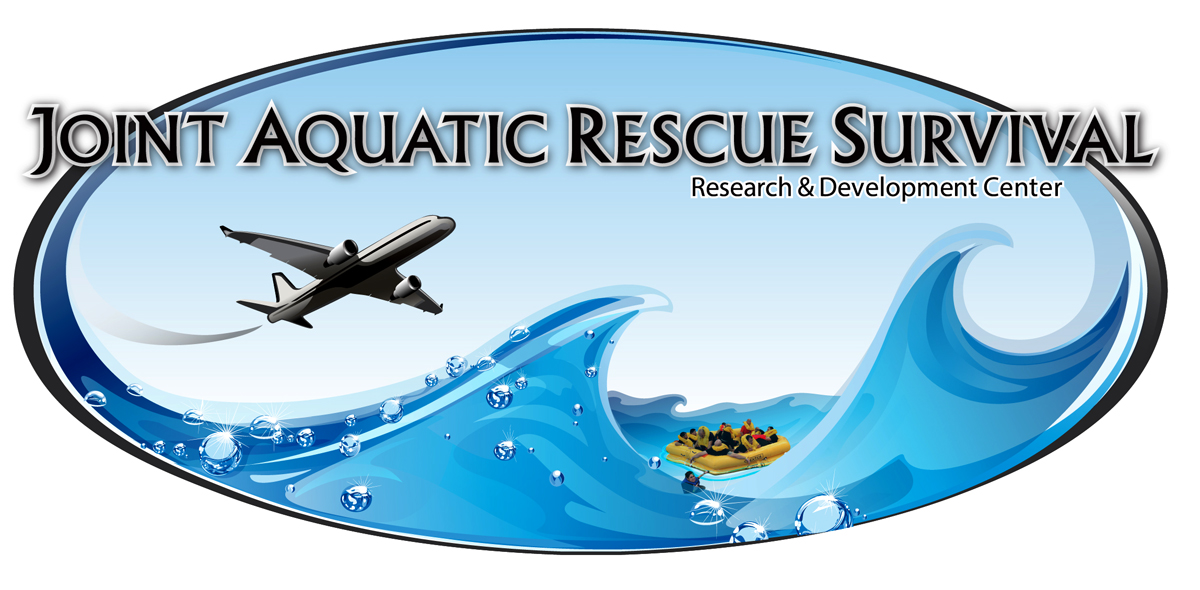 Joint Aquatic Rescue Survival
Research & Development Center